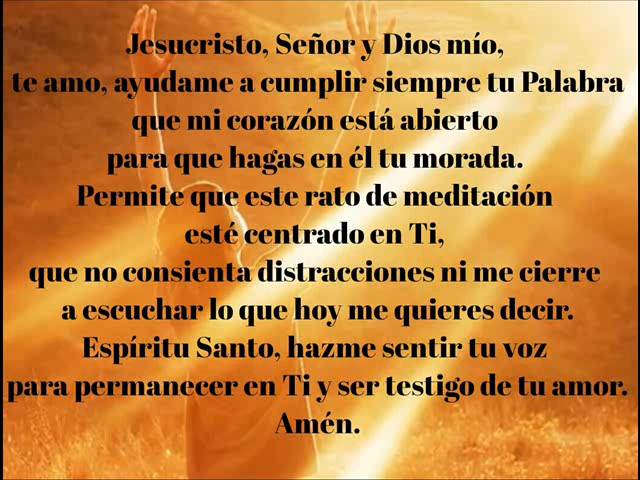 Jesucristo, Señor y Dios mío,
te amo, ayudame a cumplir siempre tu Palabra
que mi corazón está abierto
para que hagas en él tu morada.
Permite que este rato de meditación
esté centrado en Ti,
que no consienta distracciones ni me cierre
a escuchar lo que hoy me quieres decir.
Espíritu Santo, hazme sentir tu voz
para permanecer en Ti y ser testigo de tu amor.
Amén.